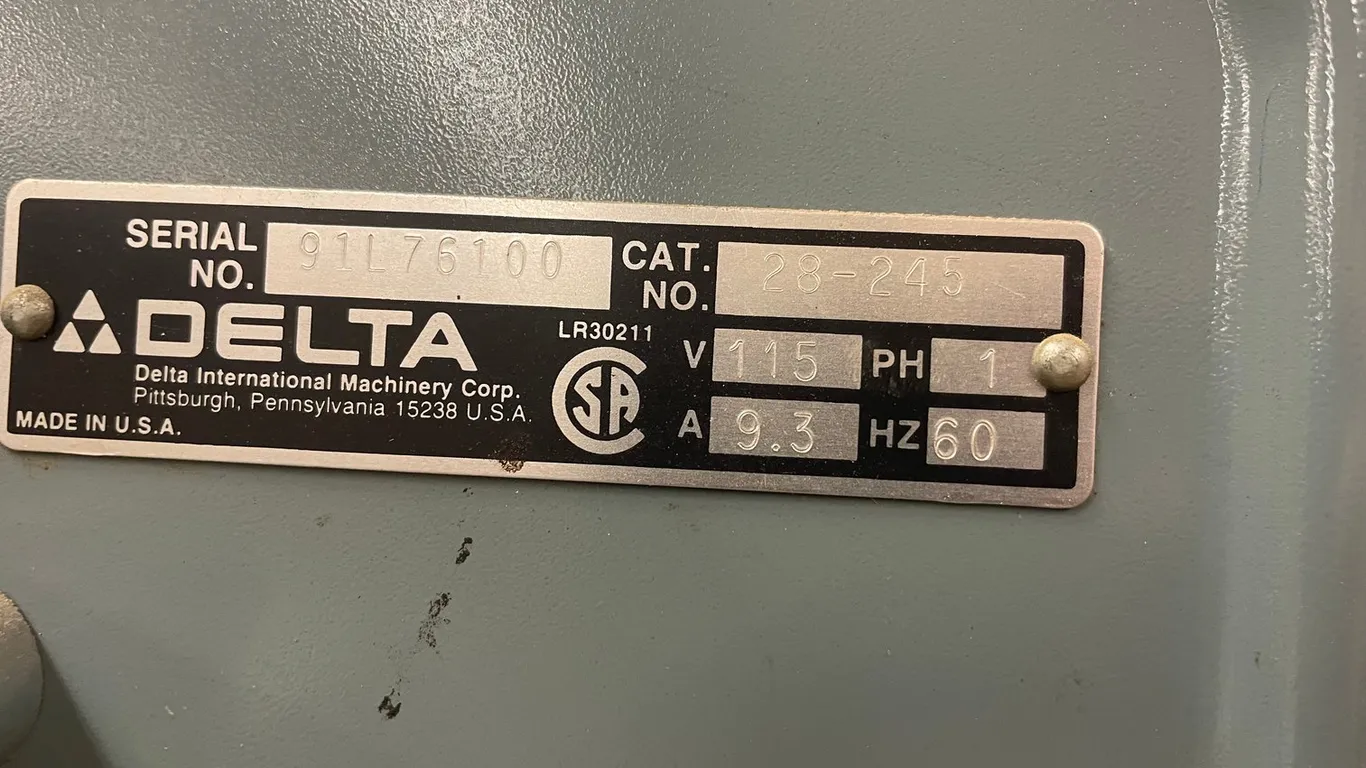 SERIAL NO. 91L76100
CAT. NO. 28-245
DELTA
Delta International Machinery Corp.
Pittsburgh, Pennsylvania 15238 U.S.A.
MADE IN U.S.A.
LR30211
CSA
V 115 PH 1
A 9.3 HZ 60